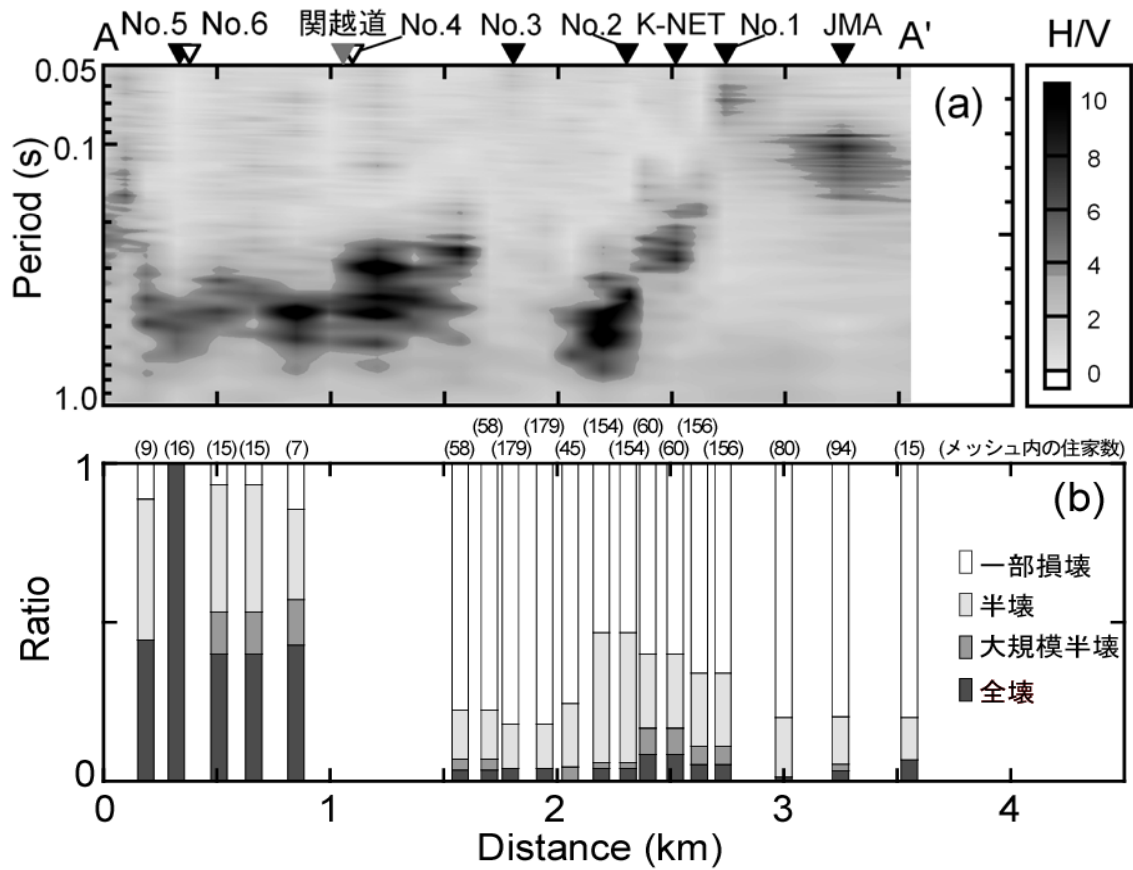 A No.5 No.6 関越道 No.4 No.3 No.2 K-NET No.1 JMA A' H/V
0.05
0.1
1.0
Period (s)
(a)
10
8
6
4
2
0
(58) (179) (154) (60) (156)
(9) (16) (15) (15) (7) (58) (179) (45) (154) (60) (156) (80) (94) (15) (メッシュ内の住家数)
1
0
Ratio
(b)
一部損壊
半壊
大規模半壊
全壊
0 1 2 3 4
Distance (km)